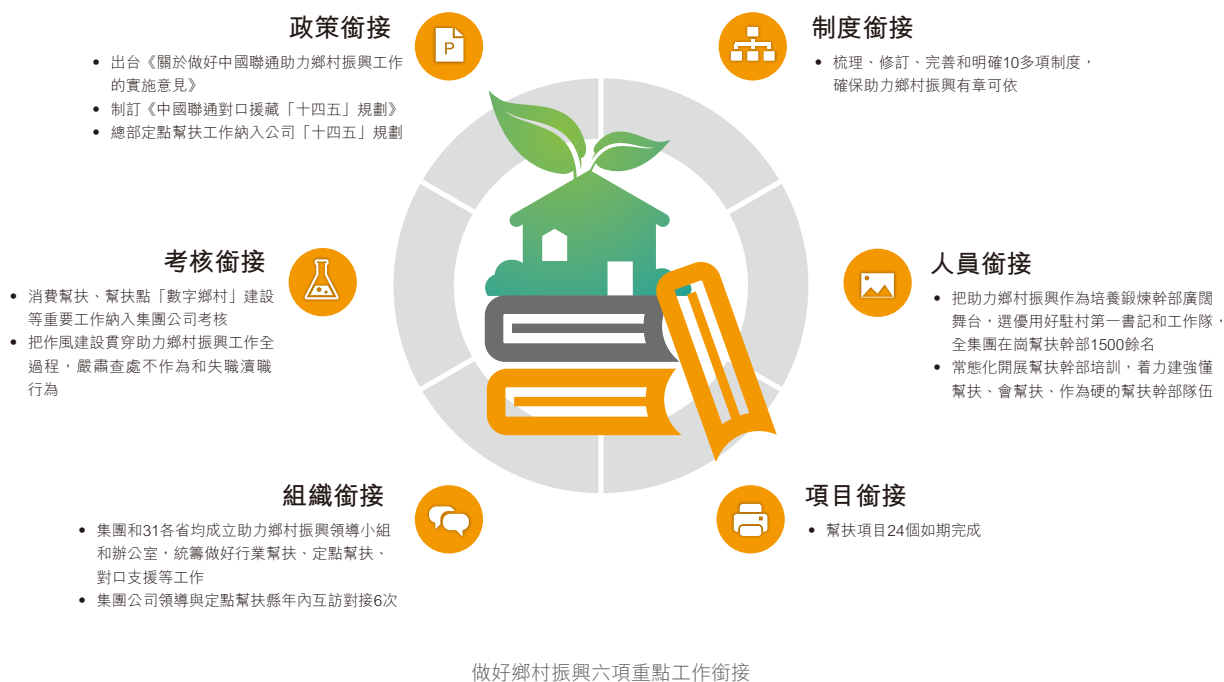 政策銜接
• 出台《關於做好中國聯通助力鄉村振興工作
的實施意見》
• 制訂《中國聯通對口援藏「十四五」規劃》
• 總部定點幫扶工作納入公司「十四五」規劃
P
制度銜接
• 梳理、修訂、完善和明確10多項制度，
確保助力鄉村振興有章可依
考核銜接
• 消費幫扶、幫扶點「數字鄉村」建設
等重要工作納入集團公司考核
• 把作風建設貫穿助力鄉村振興工作全
過程，嚴肅查處不作為和失職瀆職
行為
人員銜接
• 把助力鄉村振興作為培養鍛煉幹部廣闊
舞台，選優用好駐村第一書記和工作隊，
全集團在崗幫扶幹部1500餘名
• 常態化開展幫扶幹部培訓，着力建強懂
幫扶、會幫扶、作為硬的幫扶幹部隊伍
組織銜接
• 集團和31各省均成立助力鄉村振興領導小組
和辦公室，統籌做好行業幫扶、定點幫扶、
對口支援等工作
• 集團公司領導與定點幫扶縣年內互訪對接6次
項目銜接
• 幫扶項目24個如期完成
做好鄉村振興六項重點工作銜接